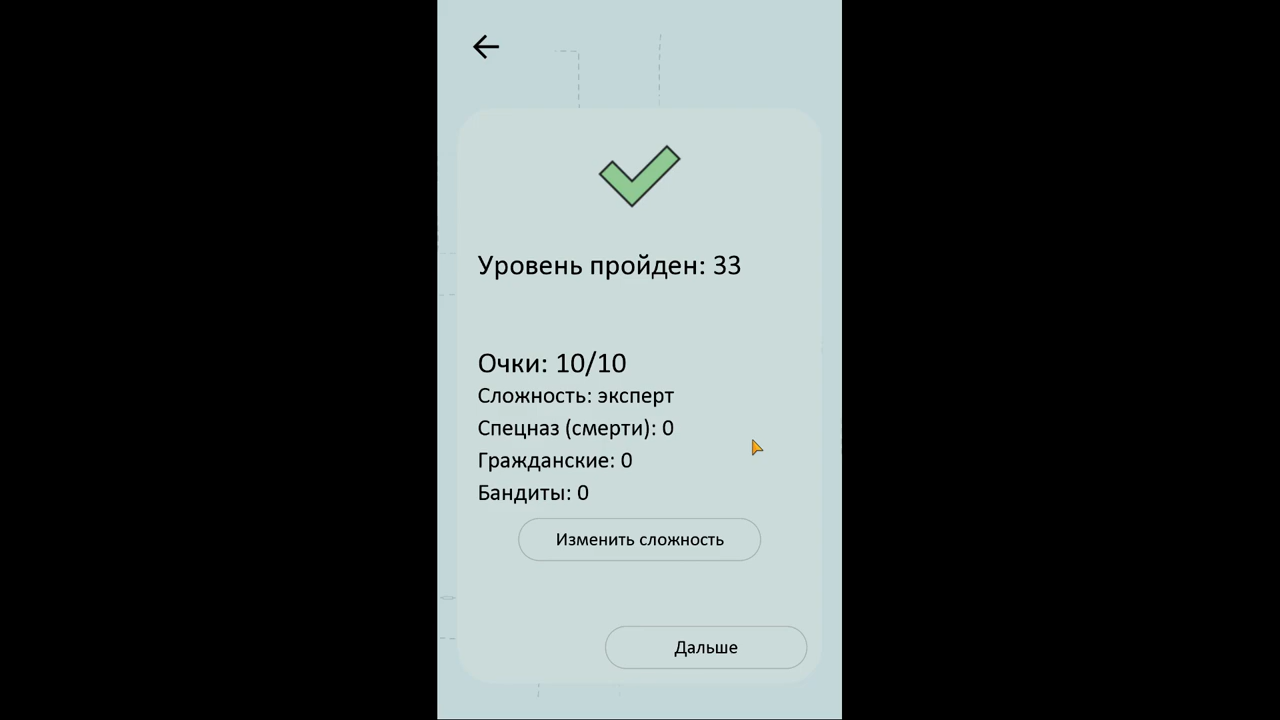 Уровень пройден: 33
Очки: 10/10
Сложность: эксперт
Спецназ (смерти): 0
Гражданские: 0
Бандиты: 0
Изменить сложность
Дальше